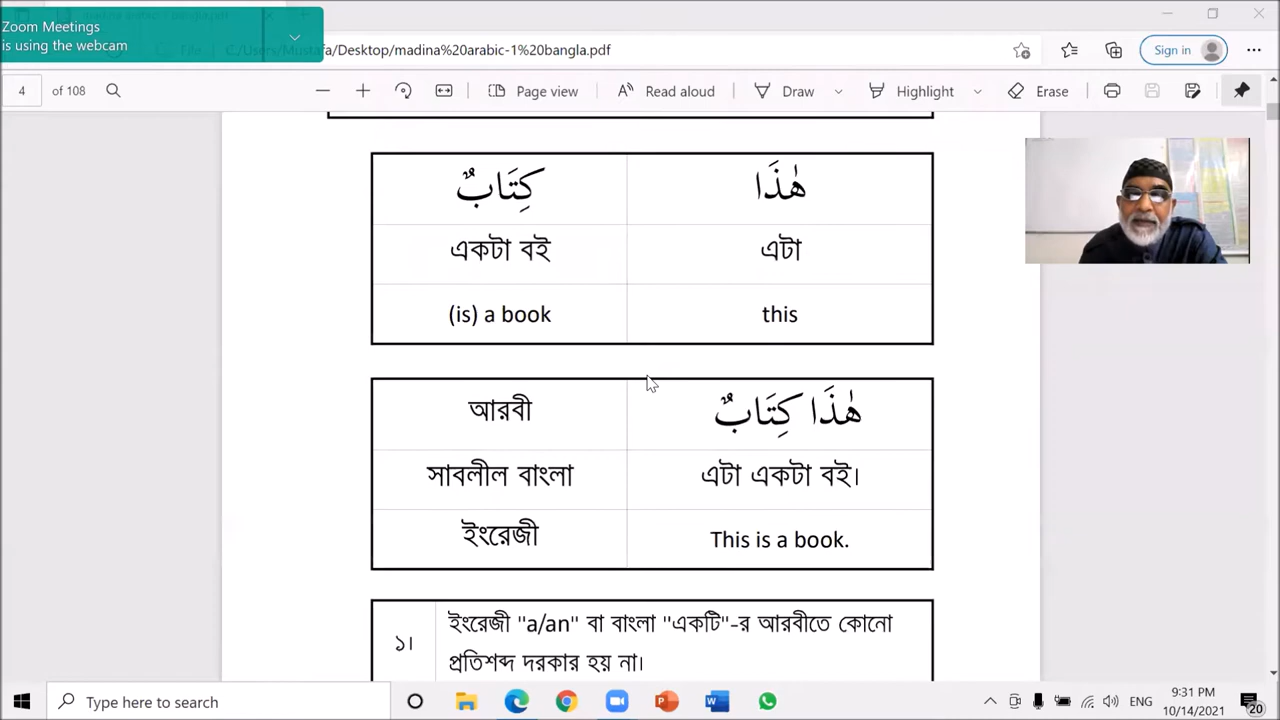 Zoom Meetings
is using the webcam
C:/Users/Mustafa/Desktop/madina%20arabic-1%20bangla.pdf
Sign in
4 of 108
Page view
Read aloud
Draw
Highlight
Erase
هٰذَا كِتَابٌ
একটা বই এটা
(is) a book this
আরবী هٰذَا كِتَابٌ
সাবলীল বাংলা এটা একটা বই।
ইংরেজী This is a book.
১। ইংরেজী "a/an" বা বাংলা "একটি"-র আরবীতে কোনো
প্রতিশব্দ দরকার হয় না।
Type here to search
ENG
9:31 PM
10/14/2021
20